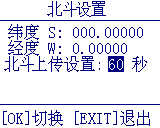 北斗设置
纬度 S: 000.00000
经度 W: 0.00000
北斗上传设置: 60 秒
[OK]切换 [EXIT]退出